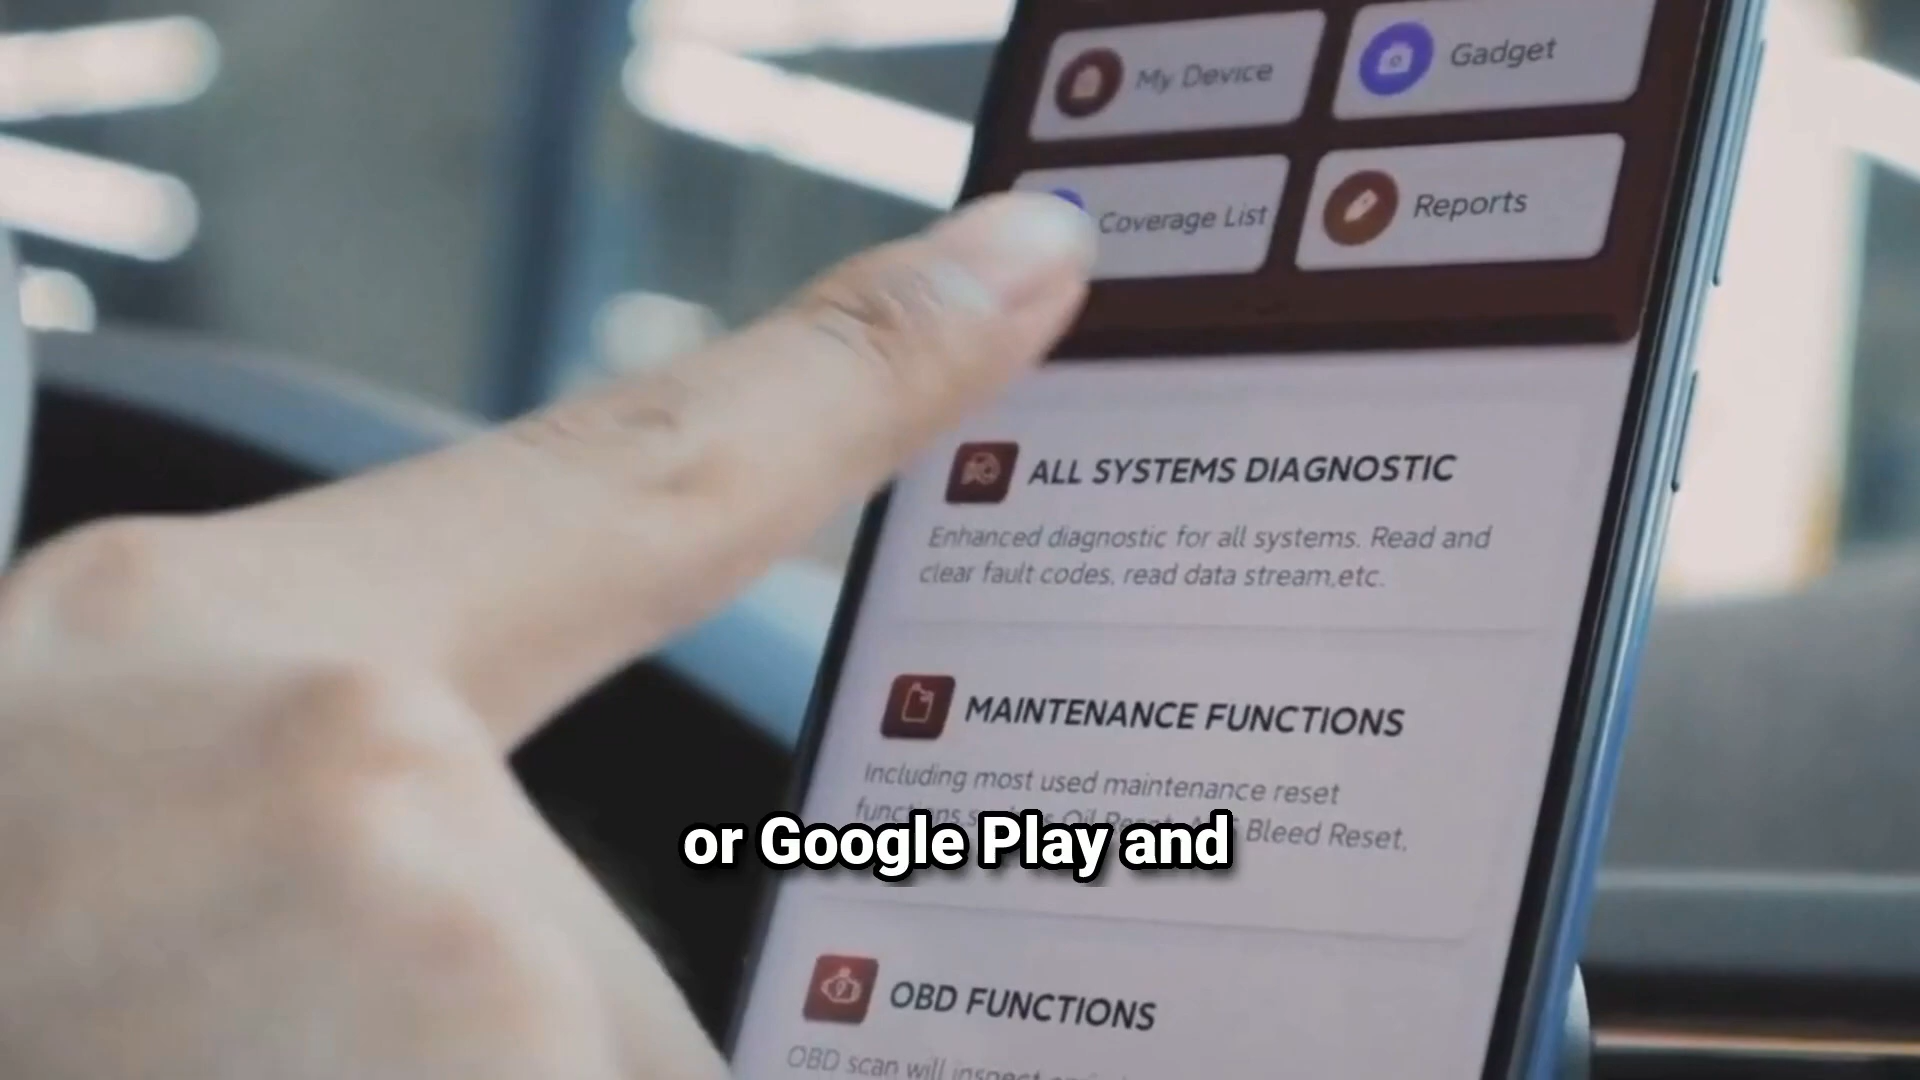 My Device
Gadget
Coverage List
Reports
ALL SYSTEMS DIAGNOSTIC
Enhanced diagnostic for all systems. Read and
clear fault codes, read data stream,etc.
MAINTENANCE FUNCTIONS
Including most used maintenance reset
Bleed Reset,
or Google Play and
OBD FUNCTIONS
OBD scan will inspect